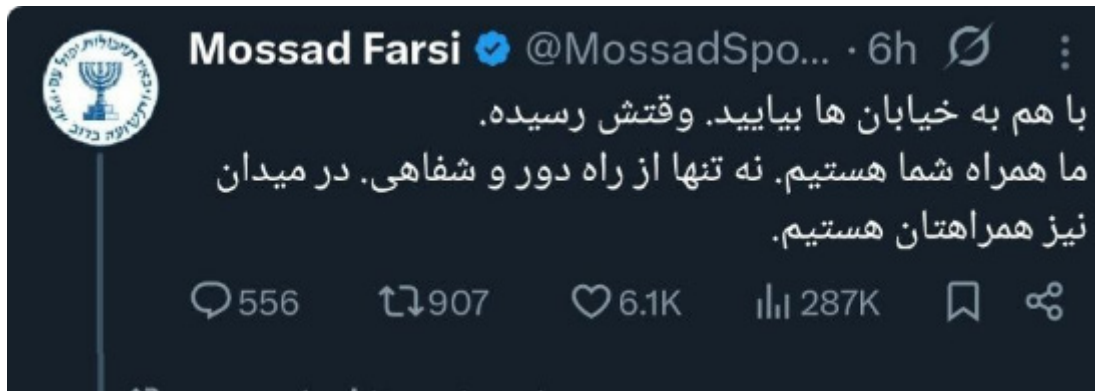 Mossad Farsi @MossadSpo... · 6h
با هم به خیابان ها بیایید. وقتش رسیده.
ما همراه شما هستیم. نه تنها از راه دور و شفاهی. در میدان
نیز همراهتان هستیم.
556 907 6.1K 287K